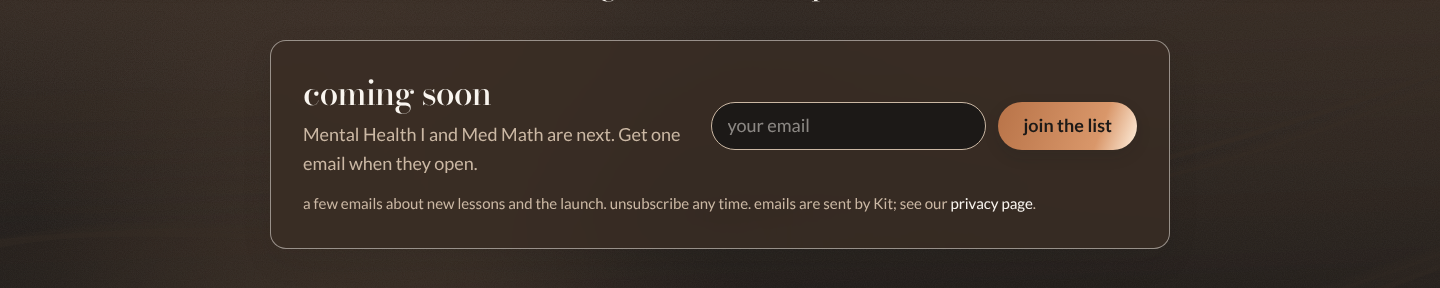 coming soon
Mental Health I and Med Math are next. Get one
email when they open.
your email
join the list
a few emails about new lessons and the launch. unsubscribe any time. emails are sent by Kit; see our privacy page.